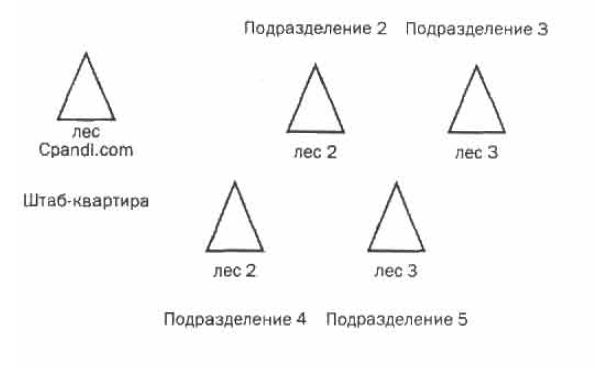 Подразделение 2 Подразделение 3
лес
Cpandl.com
лес 2 лес 3
Штаб-квартира
лес 2 лес 3
Подразделение 4 Подразделение 5